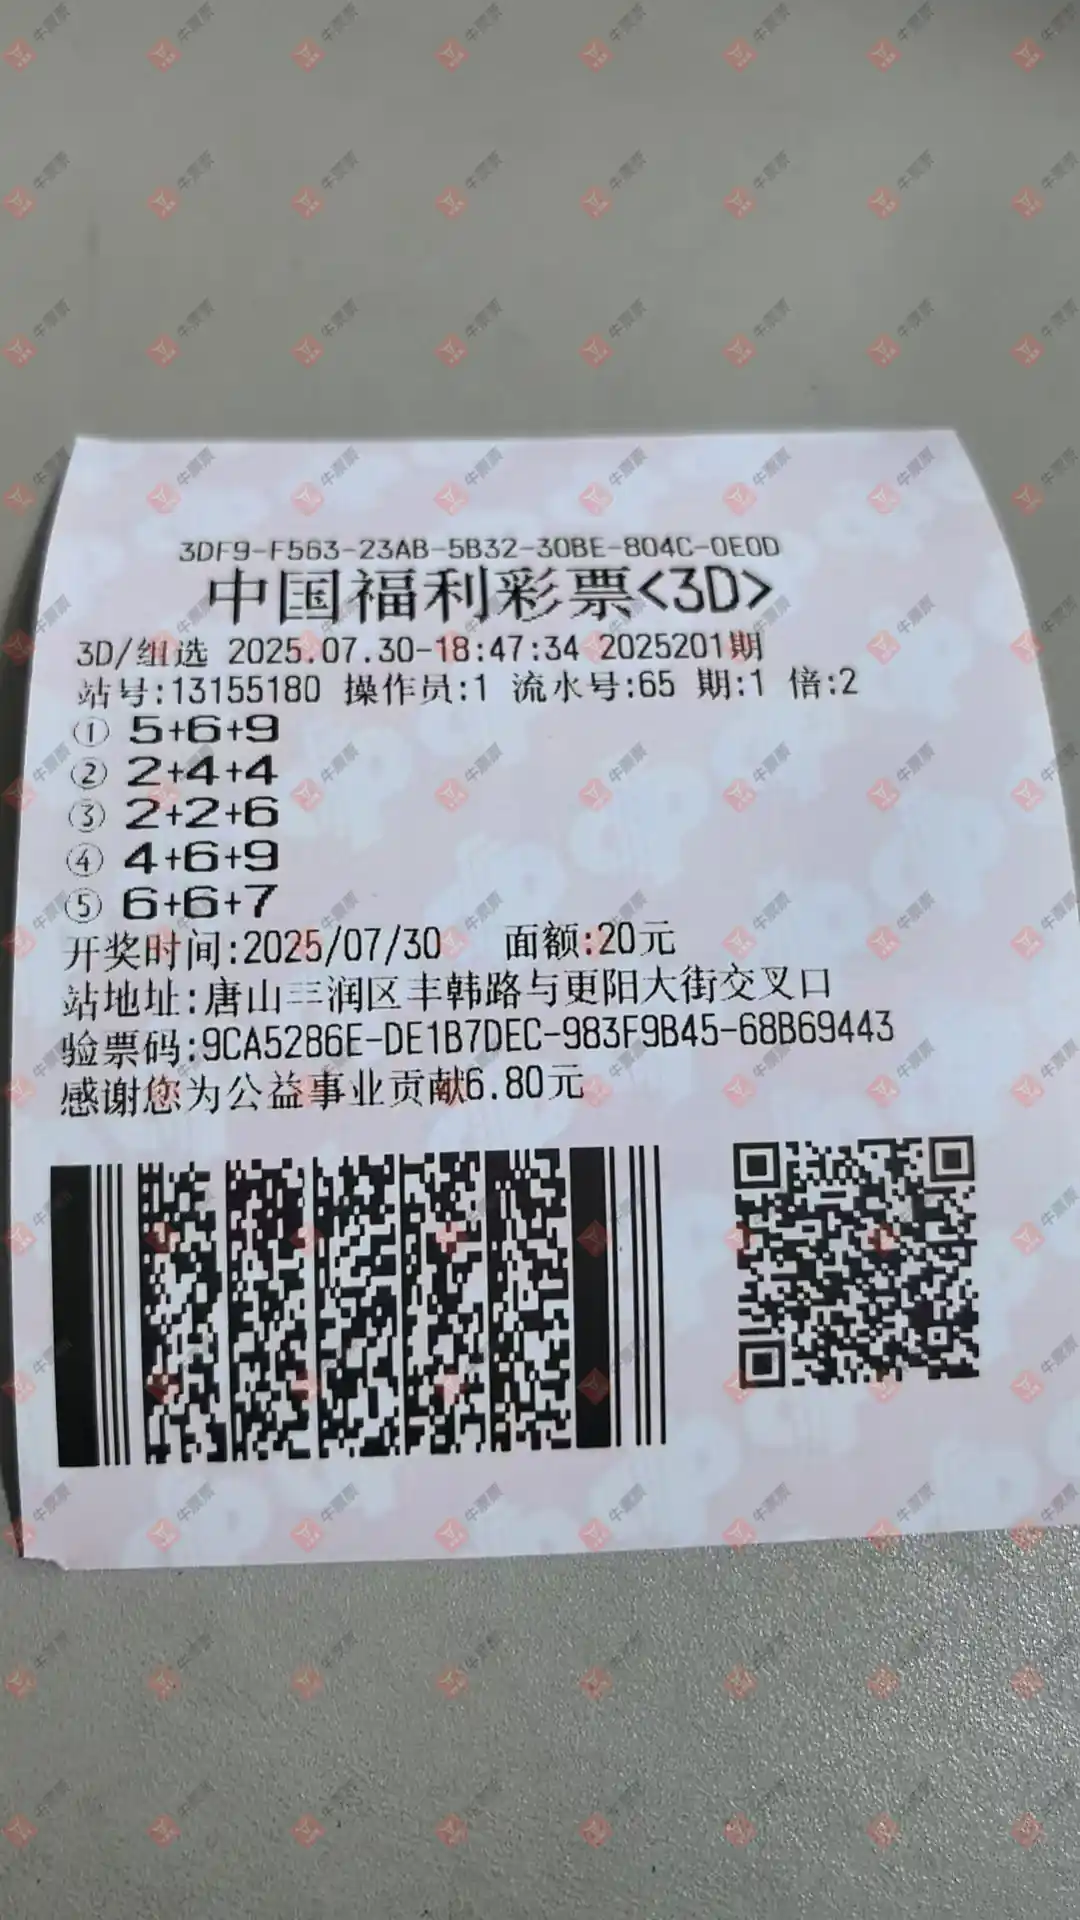 3DF9-F563-23AB-5B32-30BE-804C-0E0D
中国福利彩票<3D>
3D/组选 2025.07.30-18:47:34 2025201期
站号:13155180 操作员:1 流水号:65 期:1 倍:2
① 5+6+9
② 2+4+4
③ 2+2+6
④ 4+6+9
⑤ 6+6+7
开奖时间:2025/07/30 面额:20元
站地址:唐山三润区丰韩路与更阳大街交叉口
验票码:9CA5286E-DE1B7DEC-983F9B45-68B69443
感谢您为公益事业贡献6.80元
牛票票